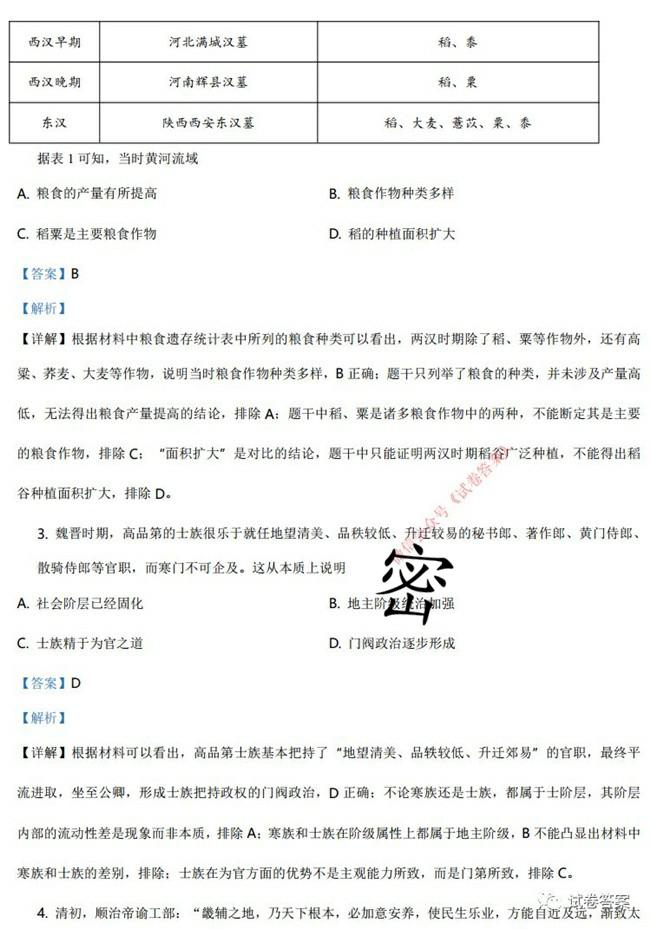 西汉早期 河北满城汉墓 稻、黍
西汉晚期 河南辉县汉墓 稻、粟
东汉 陕西西安东汉墓 稻、大麦、薏苡、粟、黍
据表 1 可知，当时黄河流域
A. 粮食的产量有所提高 B. 粮食作物种类多样
C. 稻粟是主要粮食作物 D. 稻的种植面积扩大
【答案】B
【解析】
【详解】根据材料中粮食遗存统计表中所列的粮食种类可以看出，两汉时期除了稻、粟等作物外，还有高
粱、荞麦、大麦等作物，说明当时粮食作物种类多样，B 正确；题干只列举了粮食的种类，并未涉及产量高
低，无法得出粮食产量提高的结论，排除 A；题干中稻、粟是诸多粮食作物中的两种，不能断定其是主要
的粮食作物，排除 C；“面积扩大”是对比的结论，题干中只能证明两汉时期稻谷广泛种植，不能得出稻
谷种植面积扩大，排除 D。
微信公众号《试卷答案》
3. 魏晋时期，高品第的士族很乐于就任地望清美、品秩较低、升迁较易的秘书郎、著作郎、黄门侍郎、
散骑侍郎等官职，而寒门不可企及。这从本质上说明
密
A. 社会阶层已经固化 B. 地主阶级统治加强
C. 士族精于为官之道 D. 门阀政治逐步形成
【答案】D
【解析】
【详解】根据材料可以看出，高品第士族基本把持了“地望清美、品轶较低、升迁郊易”的官职，最终平
流进取，坐至公卿，形成士族把持政权的门阀政治，D 正确；不论寒族还是士族，都属于士阶层，其阶层
内部的流动性差是现象而非本质，排除 A；寒族和士族在阶级属性上都属于地主阶级，B 不能凸显出材料中
寒族和士族的差别，排除；士族在为官方面的优势不是主观能力所致，而是门第所致，排除 C。
试卷答案
4. 清初，顺治帝谕工部：“畿辅之地，乃天下根本，必加意安养，使民生乐业，方能自近及远，渐致太